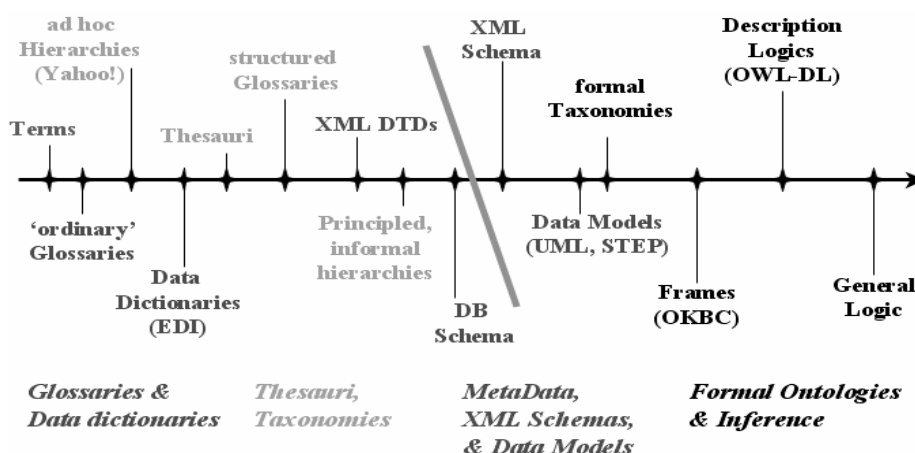 ad hoc
Hierarchies
(Yahoo!)
structured
Glossaries
XML
Schema
Description
Logics
(OWL-DL)
formal
Taxonomies
Terms
Thesauri
XML DTDs
‘ordinary’
Glossaries
Data
Dictionaries
(EDI)
Principled,
informal
hierarchies
DB
Schema
Data Models
(UML, STEP)
Frames
(OKBC)
General
Logic
Glossaries &
Data dictionaries
Thesauri,
Taxonomies
MetaData,
XML Schemas,
& Data Models
Formal Ontologies
& Inference